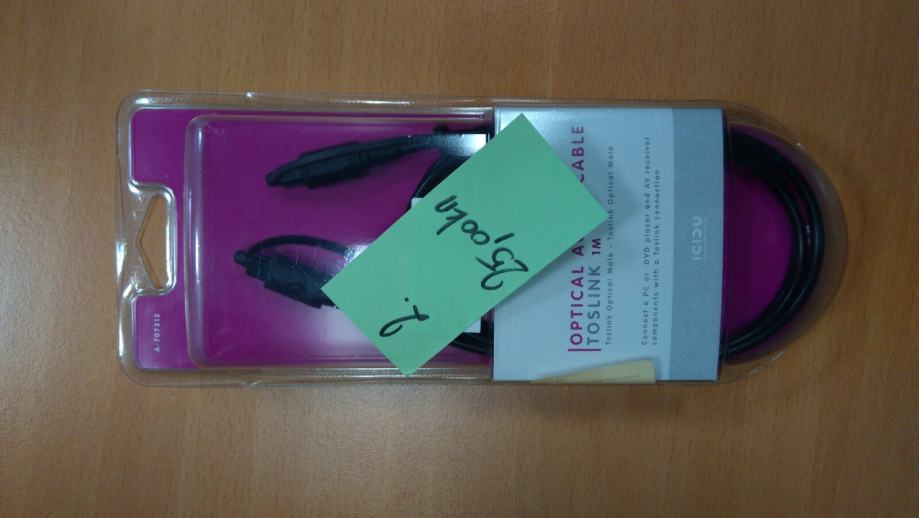 OPTICAL A CABLE
TOSLINK 1M
Toslink Optical Male - Toslink Optical Male
Connect a PC or DVD player and AV receiver
components with a Toslink connection
ICIDU
A-707312
2.
25,00kn